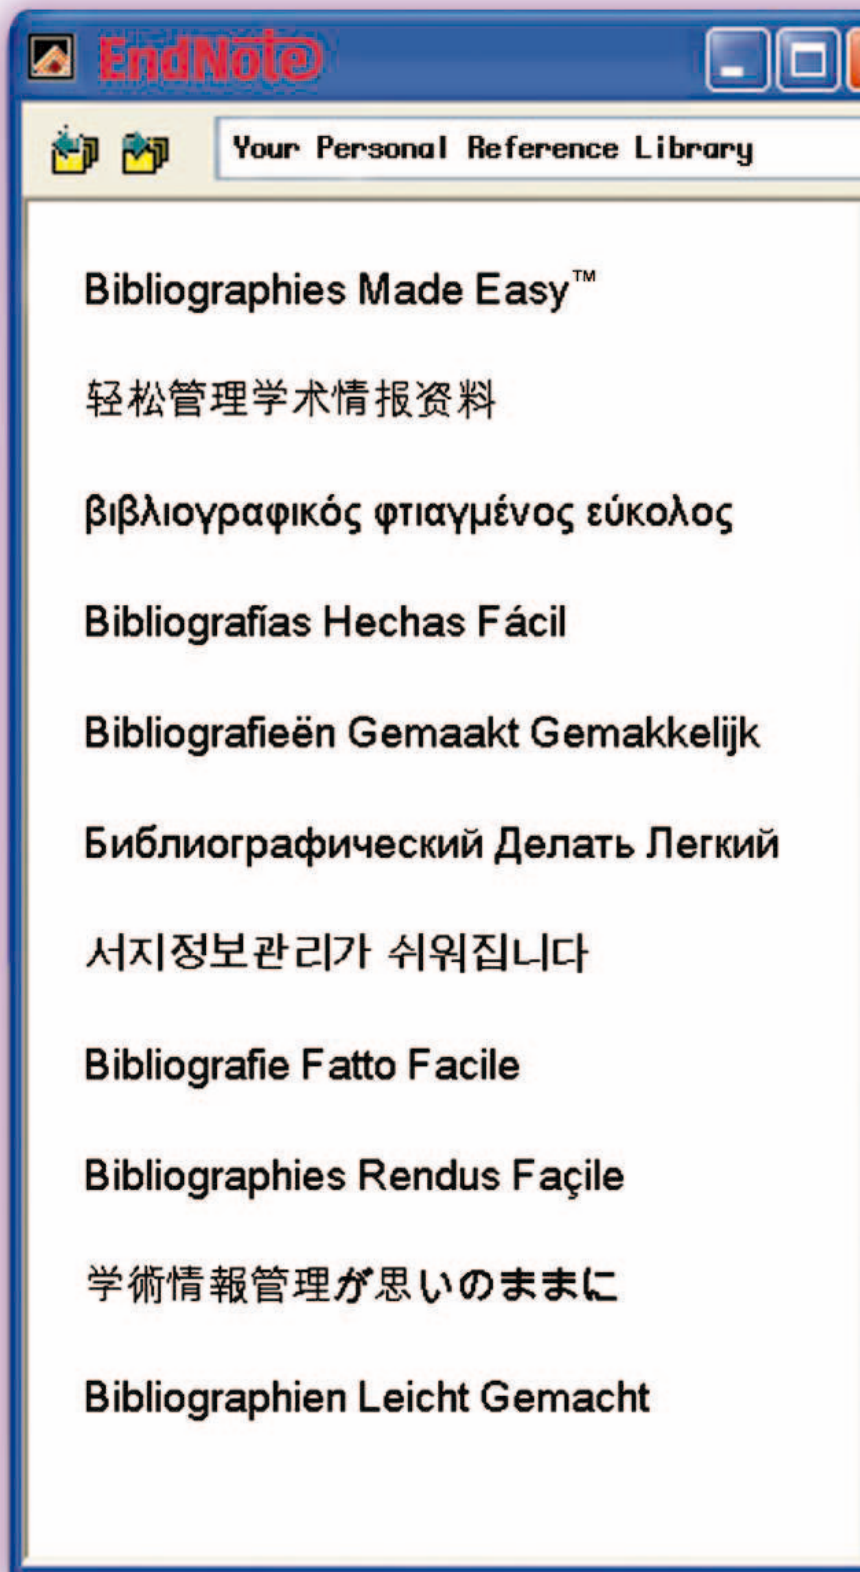 EndNote
Your Personal Reference Library
Bibliographies Made Easy™
轻松管理学术情报资料
βιβλιογραφικός φτιαγμένος εύκολος
Bibliografías Hechas Fácil
Bibliografieën Gemaakt Gemakkelijk
Библиографический Делать Легкий
서지정보관리가 쉬워집니다
Bibliografie Fatto Facile
Bibliographies Rendus Façile
学術情報管理が思いのままに
Bibliographien Leicht Gemacht